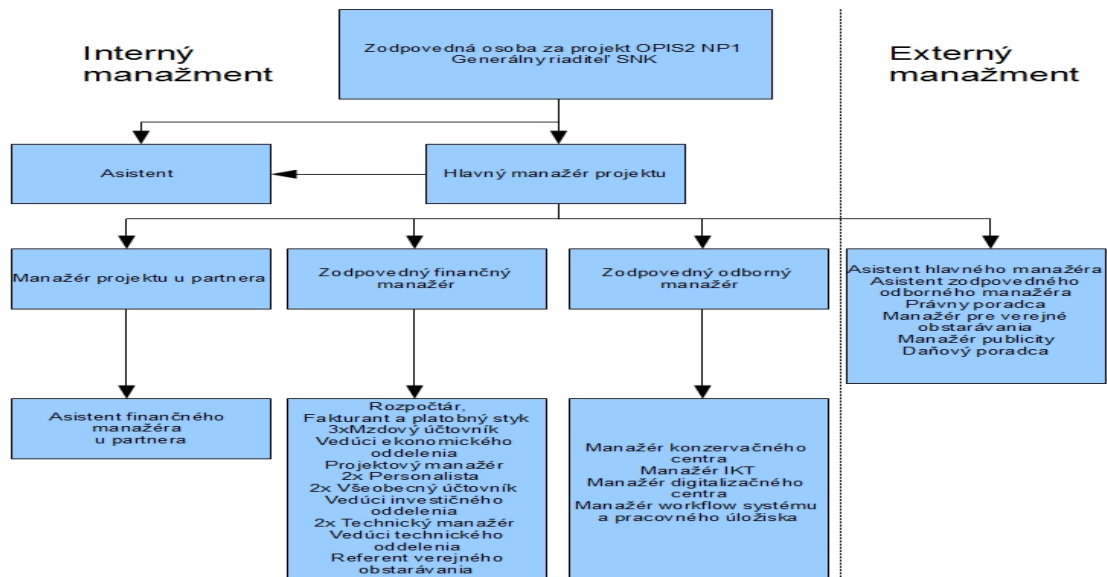 Interný
manažment
Zodpovedná osoba za projekt OPIS2 NP1
Generálny riaditeľ SNK
Externý
manažment
Asistent
Hlavný manažér projektu
Manažér projektu u partnera
Zodpovedný finančný
manažér
Zodpovedný odborný
manažér
Asistent hlavného manažéra
Asistent zodpovedného
odborného manažéra
Právny poradca
Manažér pre verejné
obstarávania
Manažér publicity
Daňový poradca
Asistent finančného
manažéra
u partnera
Rozpočtár,
Fakturant a platobný styk
3xMzdový účtovník
Vedúci ekonomického
oddelenia
Projektový manažér
2x Personalista
2x Všeobecný účtovník
Vedúci investičného
oddelenia
2x Technický manažér
Vedúci technického
oddelenia
Referent verejného
obstarávania
Manažér konzervačného
centra
Manažér IKT
Manažér digitalizačného
centra
Manažér workflow systému
a pracovného úložiska